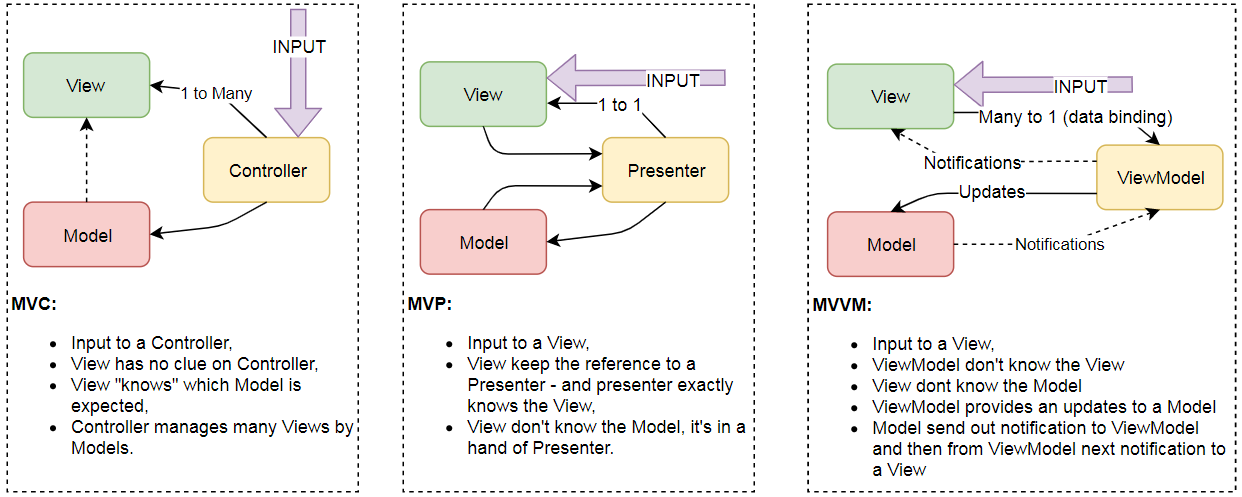 INPUT
View
1 to Many
Controller
Model
MVC:
• Input to a Controller,
• View has no clue on Controller,
• View "knows" which Model is
expected,
• Controller manages many Views by
Models.
INPUT
View
1 to 1
Presenter
Model
MVP:
• Input to a View,
• View keep the reference to a
Presenter - and presenter exactly
knows the View,
• View don't know the Model, it's in a
hand of Presenter.
INPUT
View
Many to 1 (data binding)
Notifications
ViewModel
Updates
Model
Notifications
MVVM:
• Input to a View,
• ViewModel don't know the View
• View dont know the Model
• ViewModel provides an updates to a Model
• Model send out notification to ViewModel
and then from ViewModel next notification to
a View